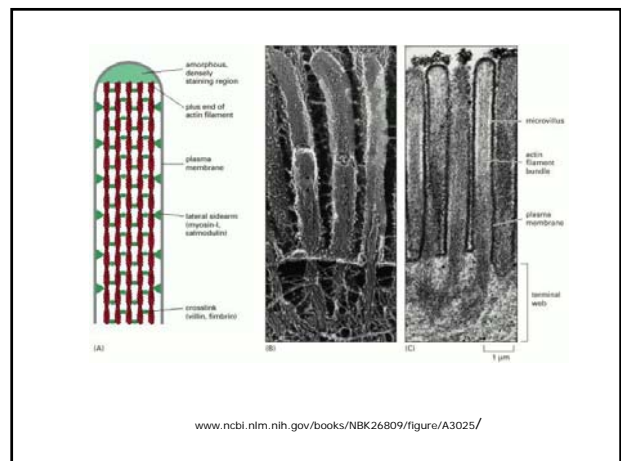 amorphous,
densely
staining region
plus end of
actin filament
plasma
membrane
lateral sidearm
(myosin-I,
calmodulin)
crosslink
(villin, fimbrin)
(A)
(B)
(C)
microvillus
actin
filament
bundle
plasma
membrane
terminal
web
1 μm
www.ncbi.nlm.nih.gov/books/NBK26809/figure/A3025/